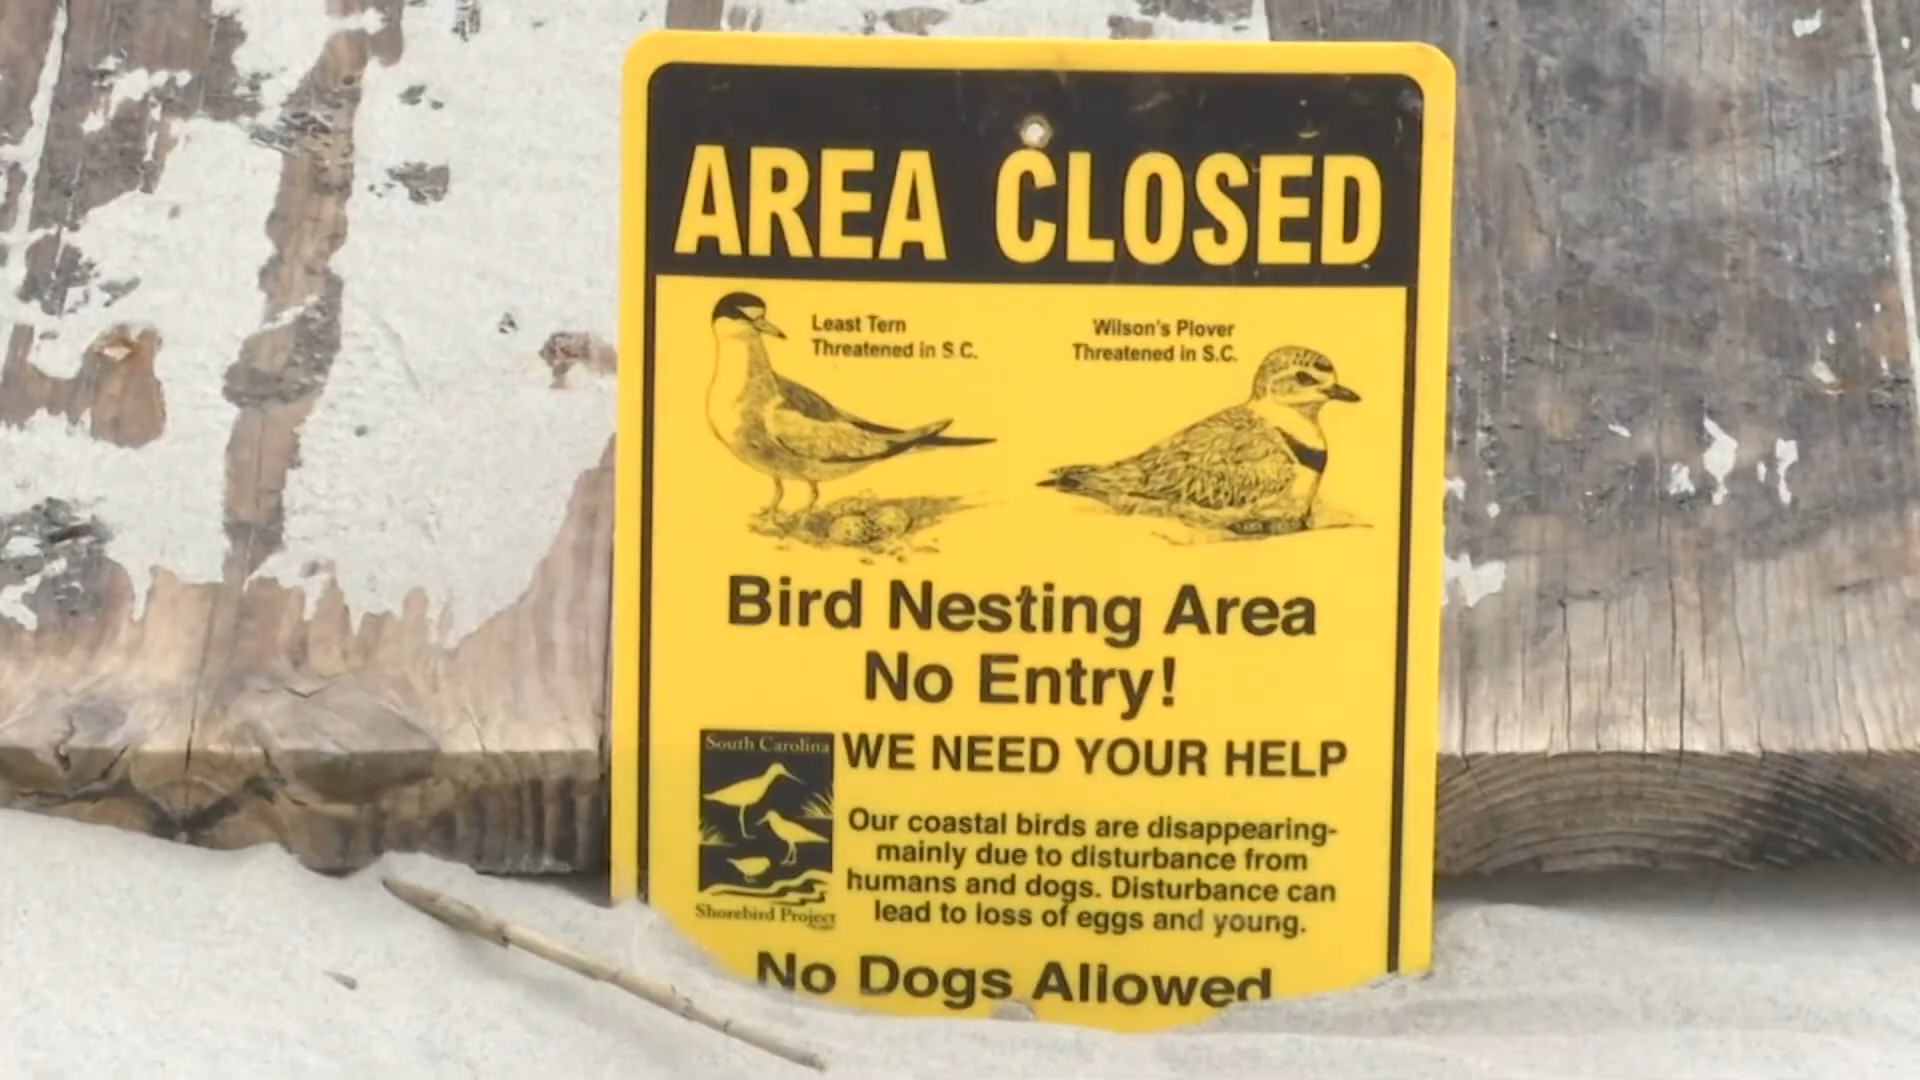 AREA CLOSED
Least Tern
Threatened in S.C.
Wilson's Plover
Threatened in S.C.
Bird Nesting Area
No Entry!
WE NEED YOUR HELP
South Carolina
Shorebird Project
Our coastal birds are disappearing-
mainly due to disturbance from
humans and dogs. Disturbance can
lead to loss of eggs and young.
No Dogs Allowed